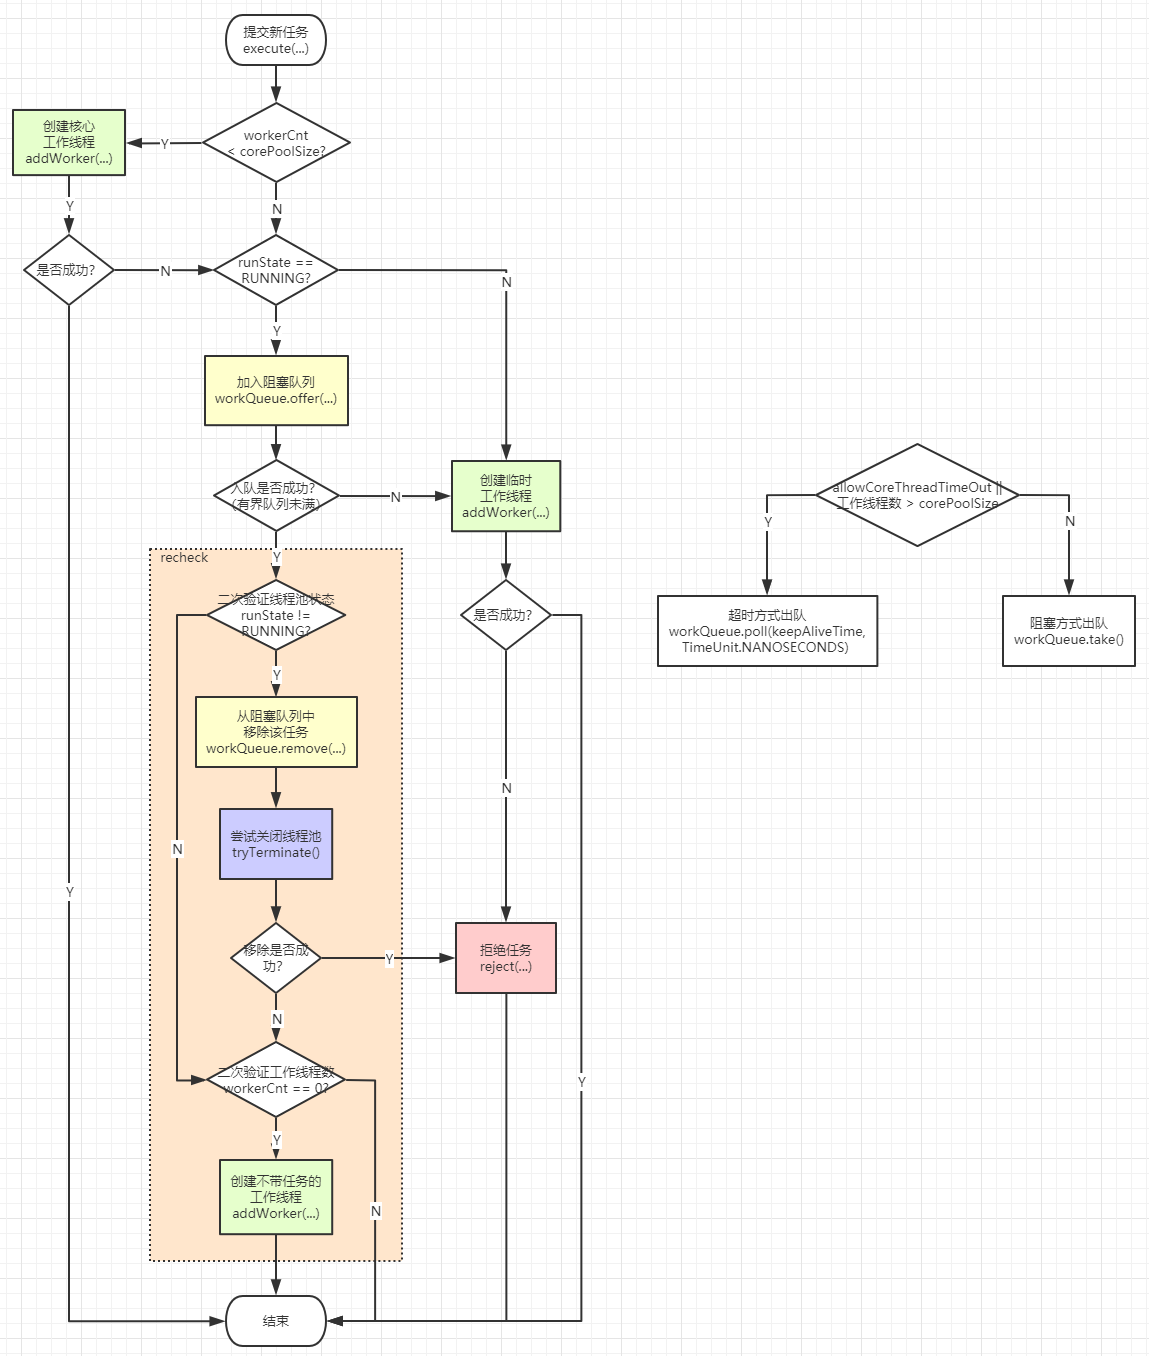 提交新任务
execute(...)
workerCnt
< corePoolSize?
Y
创建核心
工作线程
addWorker(...)
Y
N
是否成功?
N
runState ==
RUNNING?
N
Y
加入阻塞队列
workQueue.offer(...)
入队是否成功?
（有界队列未满）
N
创建临时
工作线程
addWorker(...)
allowCoreThreadTimeOut ||
工作线程数 > corePoolSize
Y
N
超时方式出队
workQueue.poll(keepAliveTime,
TimeUnit.NANOSECONDS)
阻塞方式出队
workQueue.take()
Y
recheck
二次验证线程池状态
runState !=
RUNNING?
是否成功?
Y
从阻塞队列中
移除该任务
workQueue.remove(...)
N
尝试关闭线程池
tryTerminate()
N
Y
移除是否成
功?
Y
拒绝任务
reject(...)
N
二次验证工作线程数
workerCnt == 0?
Y
Y
创建不带任务的
工作线程
addWorker(...)
N
结束